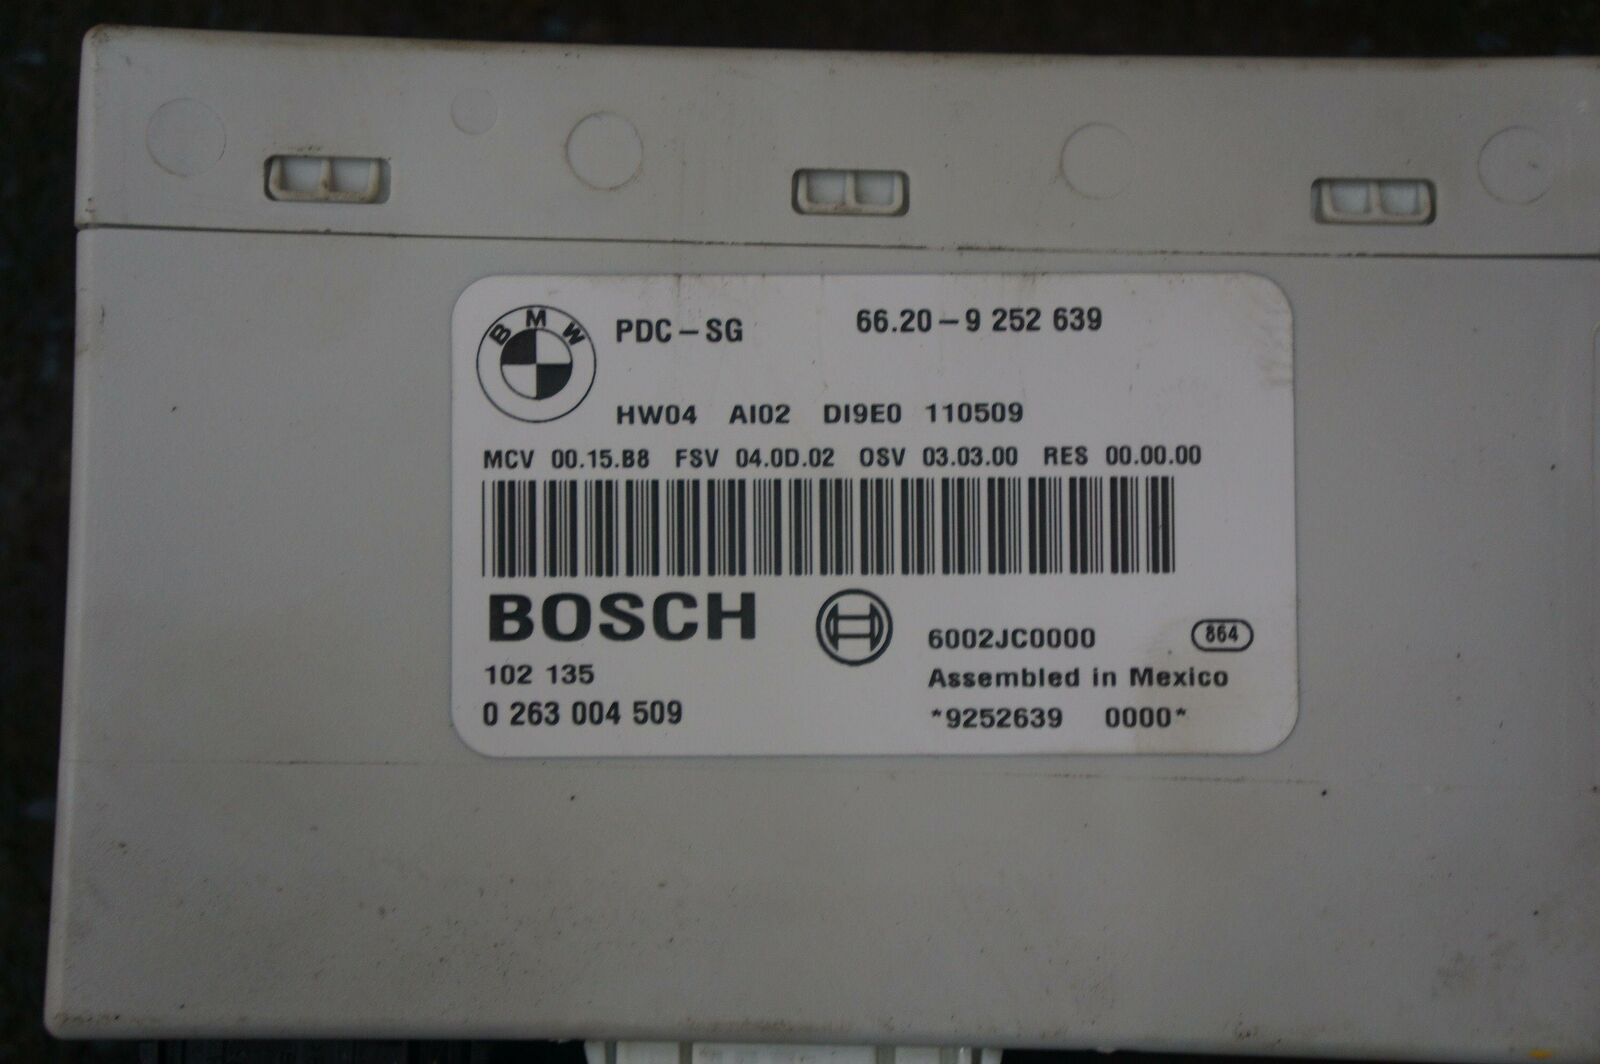 BMW
PDC-SG 66.20-9 252 639
HW04 AI02 DI9E0 110509
MCV 00.15.B8 FSV 04.0D.02 OSV 03.03.00 RES 00.00.00
BOSCH
6002JC0000 864
102 135 Assembled in Mexico
0 263 004 509 *9252639 0000*